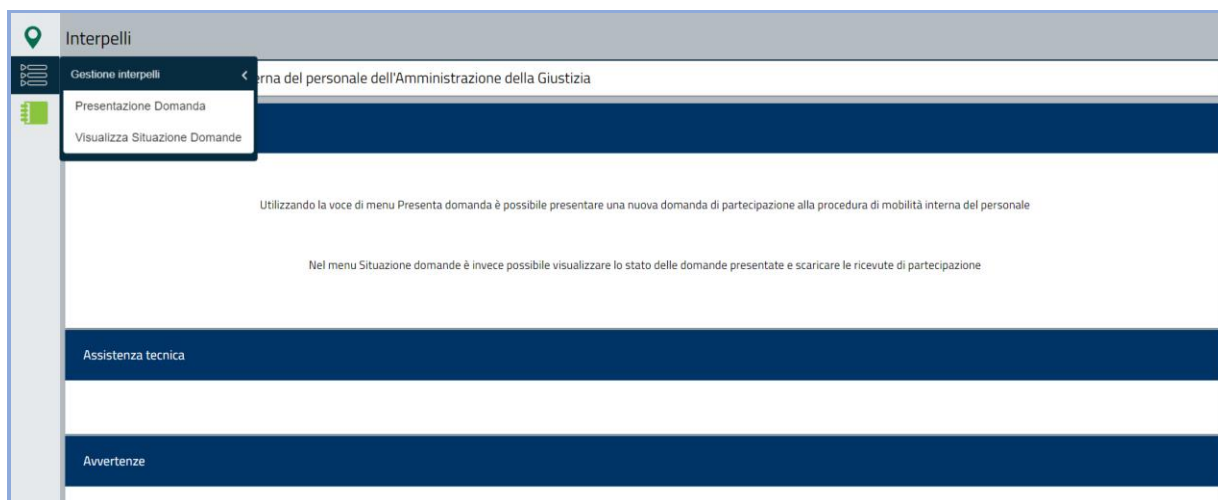 Interpelli
Gestione interpelli
erna del personale dell'Amministrazione della Giustizia
Presentazione Domanda
Visualizza Situazione Domande
Utilizzando la voce di menu Presenta domanda è possibile presentare una nuova domanda di partecipazione alla procedura di mobilità interna del personale
Nel menu Situazione domande è invece possibile visualizzare lo stato delle domande presentate e scaricare le ricevute di partecipazione
Assistenza tecnica
Avvertenze